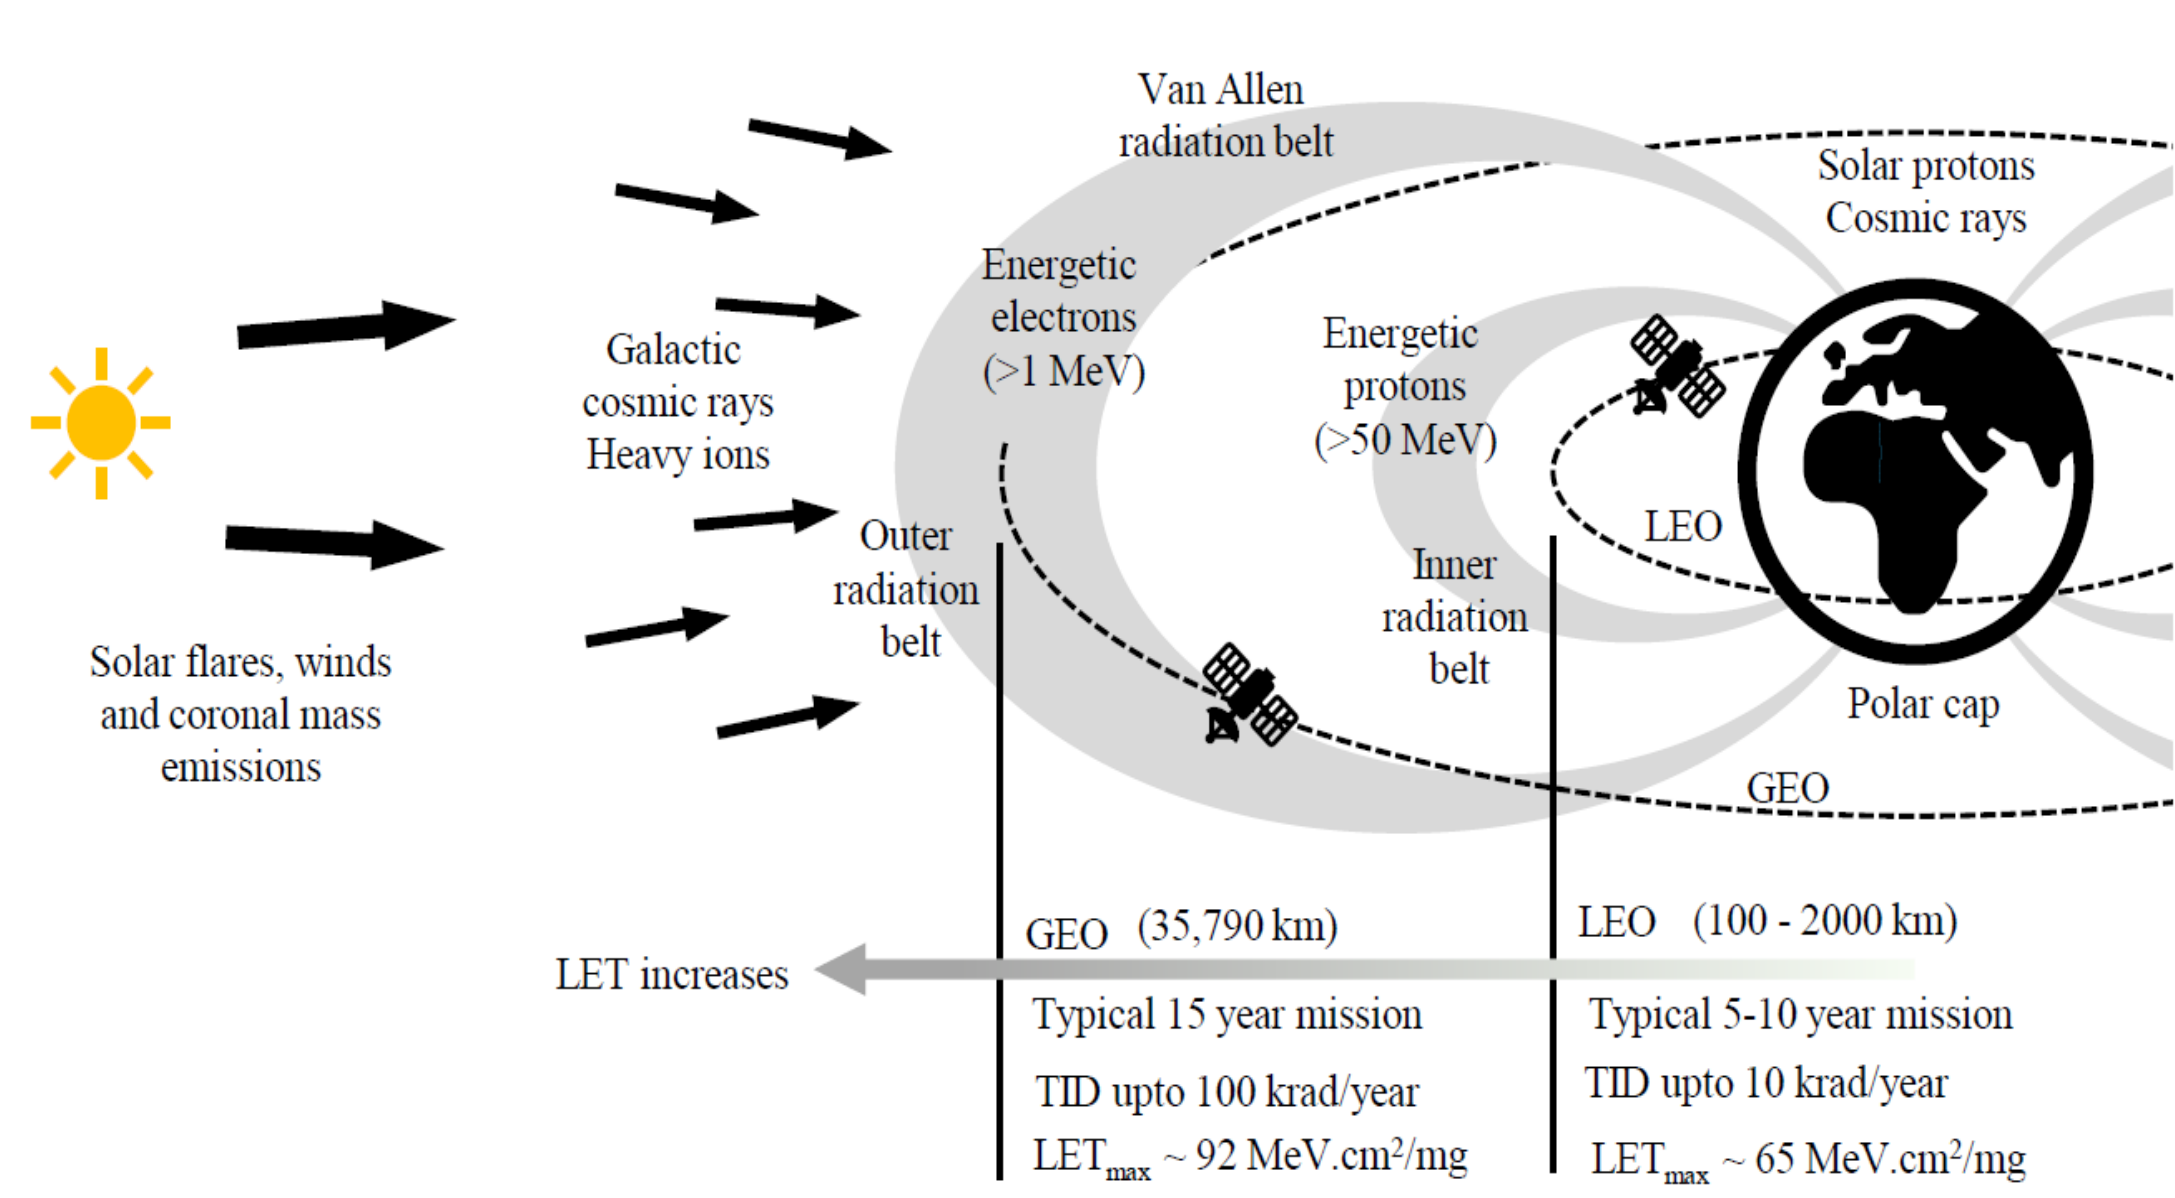 Van Allen
radiation belt
Solar protons
Cosmic rays
Energetic
electrons
(>1 MeV)
Energetic
protons
(>50 MeV)
Galactic
cosmic rays
Heavy ions
Outer
radiation
belt
LEO
Inner
radiation
belt
Solar flares, winds
and coronal mass
emissions
Polar cap
GEO
GEO (35,790 km)
LEO (100 - 2000 km)
LET increases
Typical 15 year mission
Typical 5-10 year mission
TID upto 100 krad/year
TID upto 10 krad/year
LETmax ~ 92 MeV.cm²/mg
LETmax ~ 65 MeV.cm²/mg